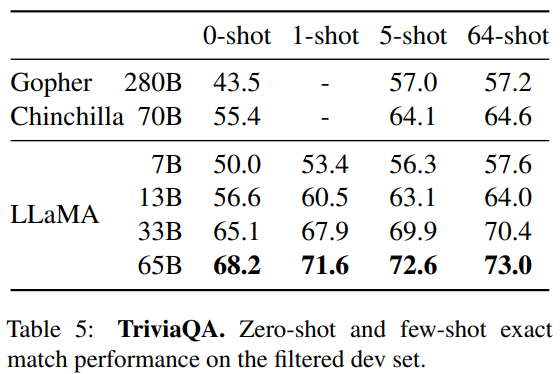 0-shot 1-shot 5-shot 64-shot
Gopher 280B 43.5 - 57.0 57.2
Chinchilla 70B 55.4 - 64.1 64.6
7B 50.0 53.4 56.3 57.6
13B 56.6 60.5 63.1 64.0
LLaMA
33B 65.1 67.9 69.9 70.4
65B 68.2 71.6 72.6 73.0
Table 5: TriviaQA. Zero-shot and few-shot exact
match performance on the filtered dev set.